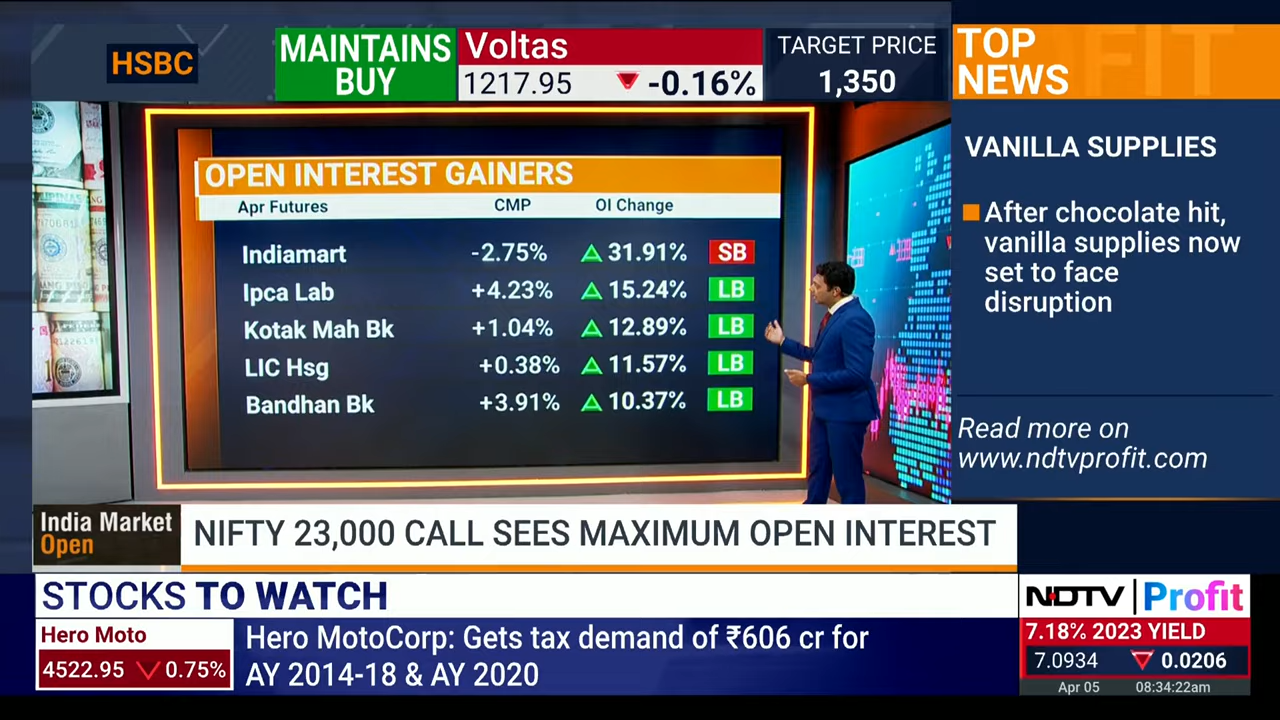 HSBC
MAINTAINS
BUY
Voltas
1217.95 ▼ -0.16%
TARGET PRICE
1,350
TOP
NEWS
OPEN INTEREST GAINERS
Apr Futures CMP OI Change
Indiamart -2.75% 31.91% SB
Ipca Lab +4.23% 15.24% LB
Kotak Mah Bk +1.04% 12.89% LB
LIC Hsg +0.38% 11.57% LB
Bandhan Bk +3.91% 10.37% LB
VANILLA SUPPLIES
After chocolate hit,
vanilla supplies now
set to face
disruption
Read more on
www.ndtvprofit.com
India Market
Open
NIFTY 23,000 CALL SEES MAXIMUM OPEN INTEREST
STOCKS TO WATCH
Hero Moto
4522.95 0.75%
Hero MotoCorp: Gets tax demand of ₹606 cr for
AY 2014-18 & AY 2020
NDTV Profit
7.18% 2023 YIELD
7.0934 0.0206
Apr 05 08:34:22am